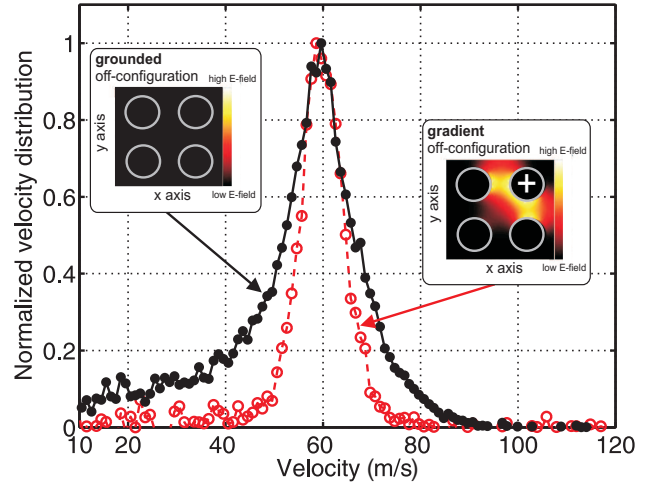 Normalized velocity distribution
1
0.8
0.6
0.4
0.2
0
10 20 40 60 80 100 120
Velocity (m/s)
grounded
off-configuration
high E-field
y axis
x axis
low E-field
gradient
off-configuration
high E-field
y axis
+
x axis
low E-field